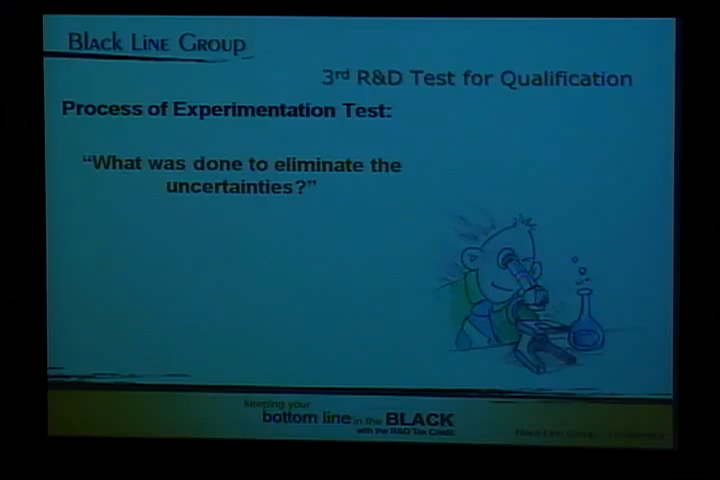 BLACK LINE GROUP
3rd R&D Test for Qualification
Process of Experimentation Test:
“What was done to eliminate the
uncertainties?”
keeping your
bottom line in the BLACK
with the R&D Tax Credit